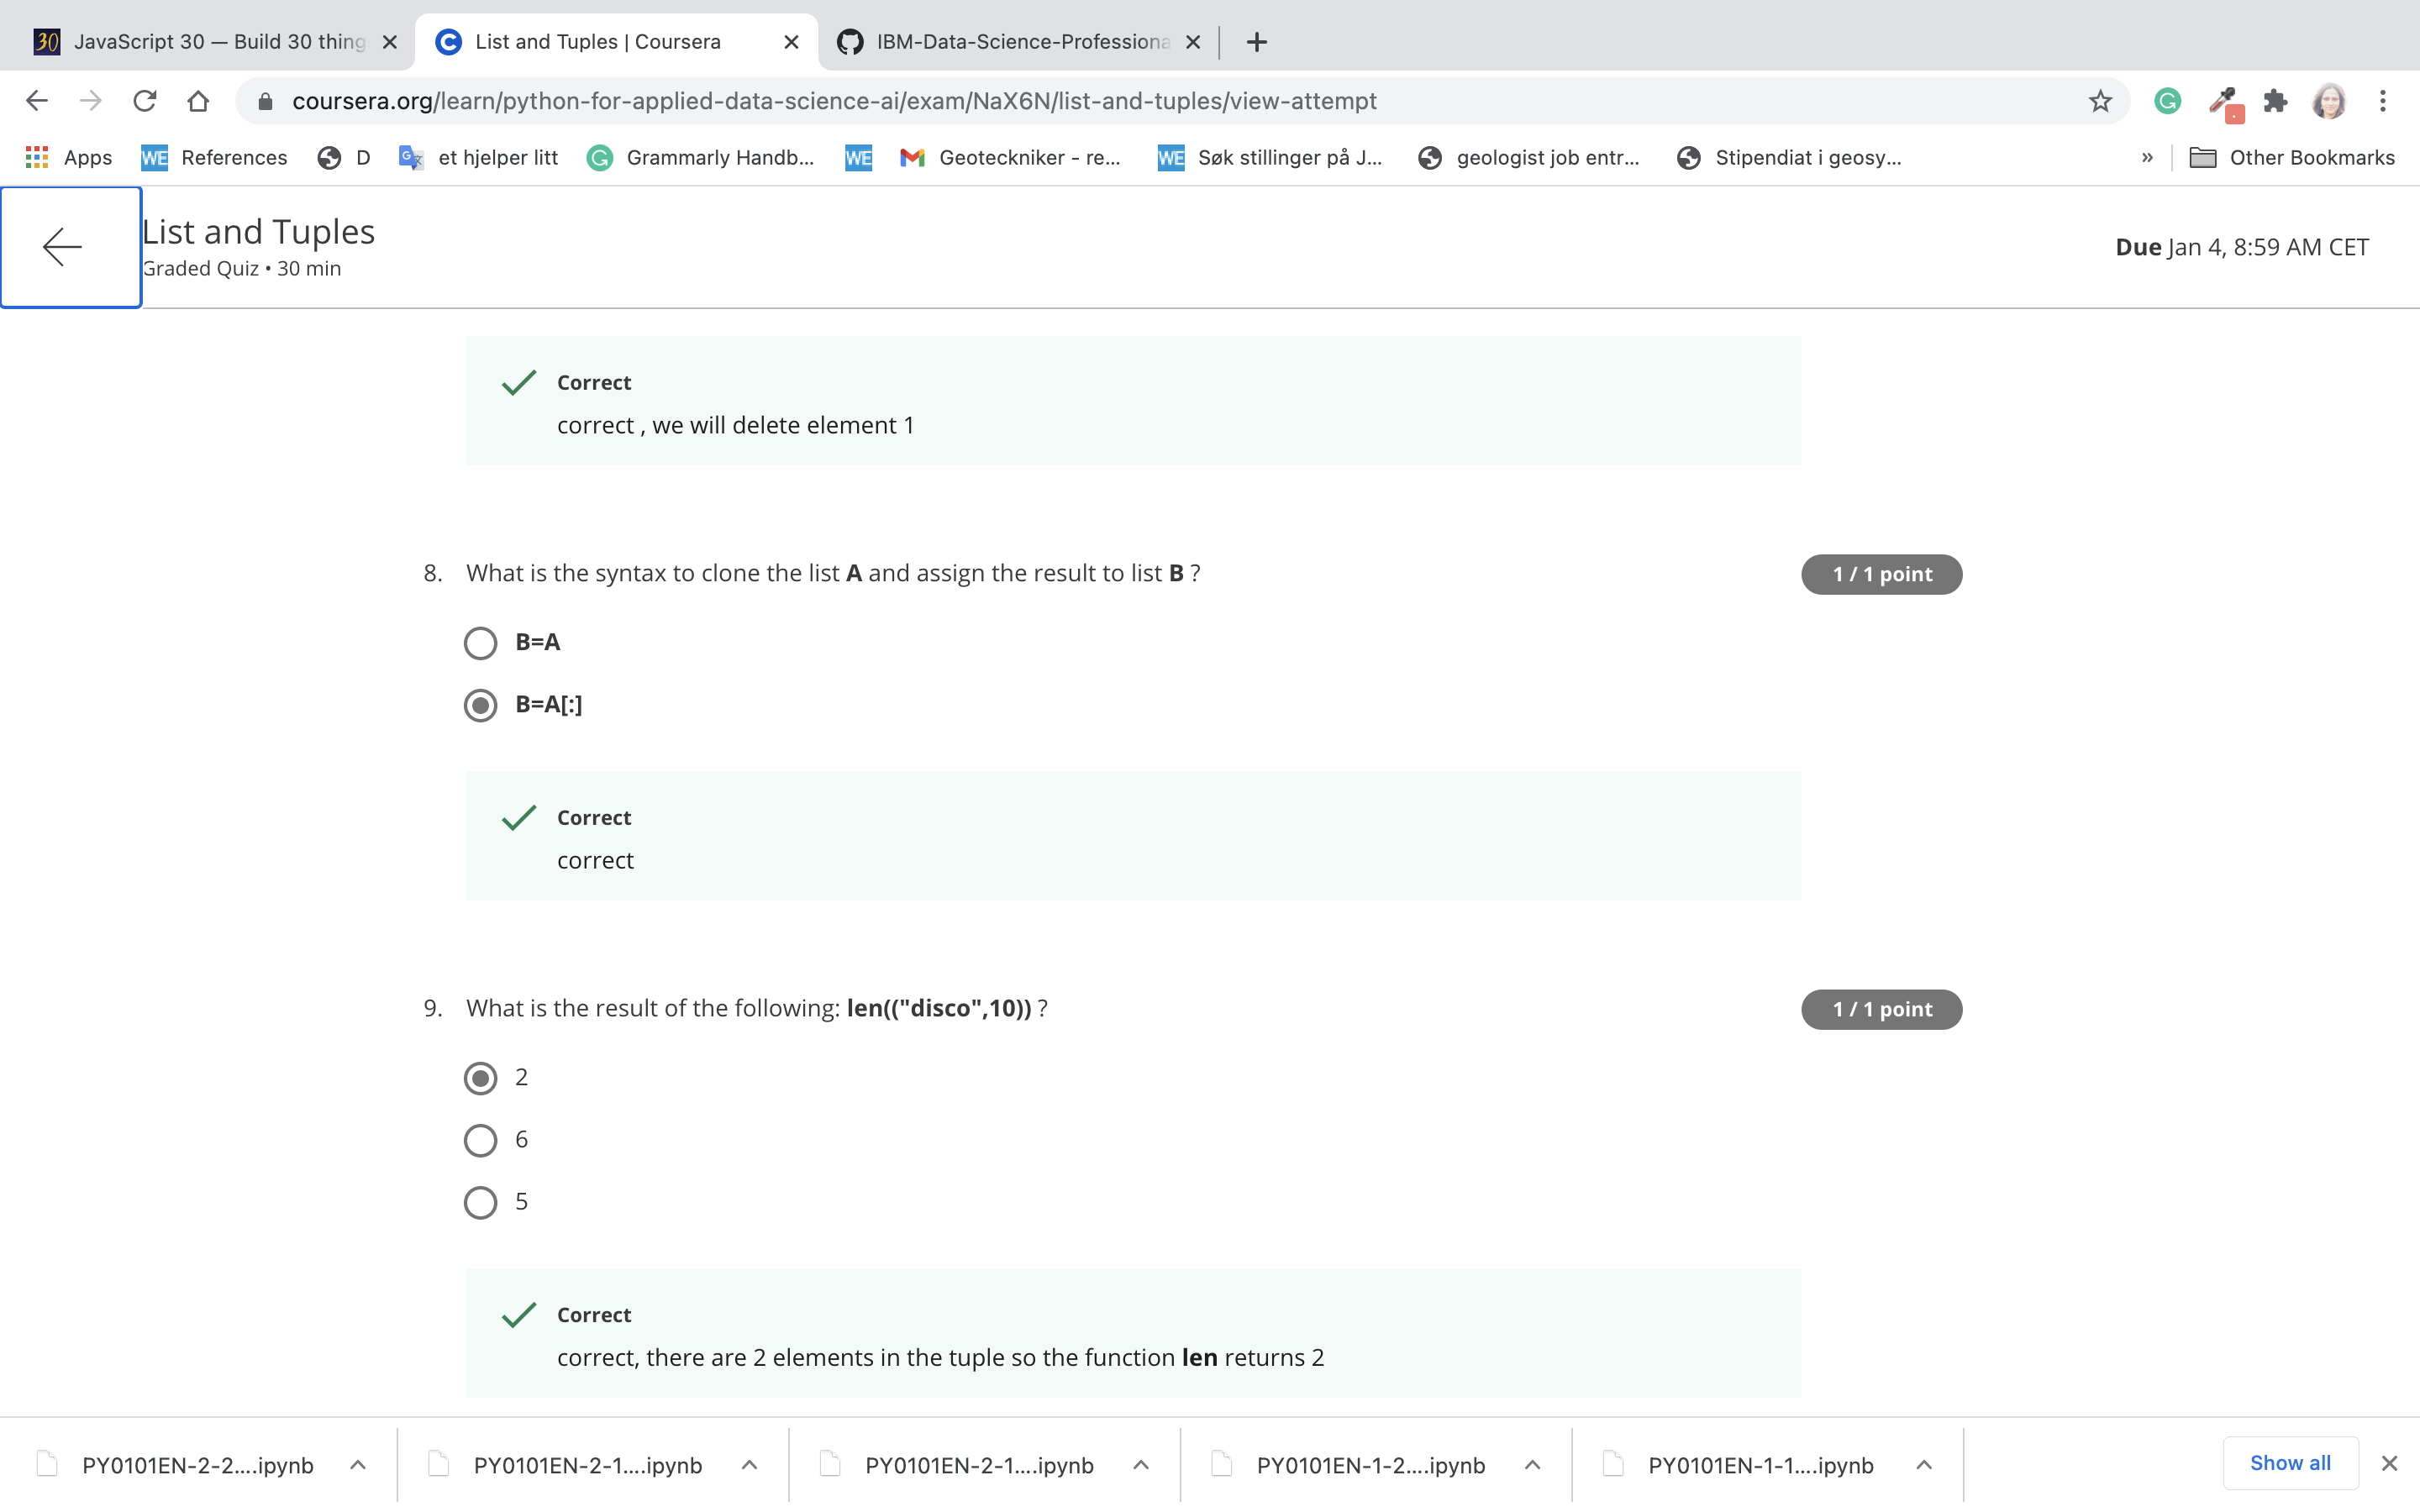 30 JavaScript 30 — Build 30 thing
List and Tuples | Coursera
IBM-Data-Science-Professiona
coursera.org/learn/python-for-applied-data-science-ai/exam/NaX6N/list-and-tuples/view-attempt
Apps
WE References
D
et hjelper litt
Grammarly Handb...
WE
Geoteckniker - re...
WE Søk stillinger på J...
geologist job entr...
Stipendiat i geosy...
»
Other Bookmarks
List and Tuples
Graded Quiz • 30 min
Due Jan 4, 8:59 AM CET
Correct
correct , we will delete element 1
8. What is the syntax to clone the list A and assign the result to list B ?
1 / 1 point
B=A
B=A[:]
Correct
correct
9. What is the result of the following: len(("disco",10)) ?
1 / 1 point
2
6
5
Correct
correct, there are 2 elements in the tuple so the function len returns 2
PY0101EN-2-2....ipynb
PY0101EN-2-1....ipynb
PY0101EN-2-1....ipynb
PY0101EN-1-2....ipynb
PY0101EN-1-1....ipynb
Show all